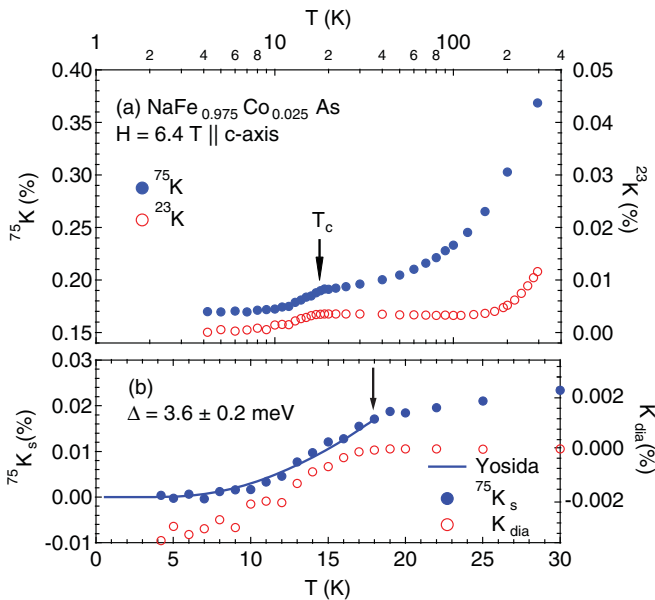 T (K)
1 2 4 6 8 10 2 4 6 8 100 2 4
0.40 0.05
(a) NaFe0.975Co0.025As
H = 6.4 T || c-axis
0.35 0.04
75K
23K
0.30 0.03
75K (%) 23K (%)
Tc
0.25 0.02
0.20 0.01
0.15 0.00
0.03
(b)
Δ = 3.6 ± 0.2 meV
0.02 0.002
75Ks(%) Kdia(%)
0.01 0.000
Yosida
75Ks
0.00 -0.002
Kdia
-0.01
0 5 10 15 20 25 30
T (K)